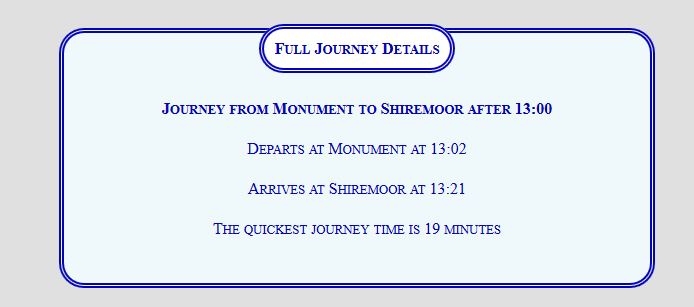 Full Journey Details
Journey from Monument to Shiremoor after 13:00
Departs at Monument at 13:02
Arrives at Shiremoor at 13:21
The quickest journey time is 19 minutes